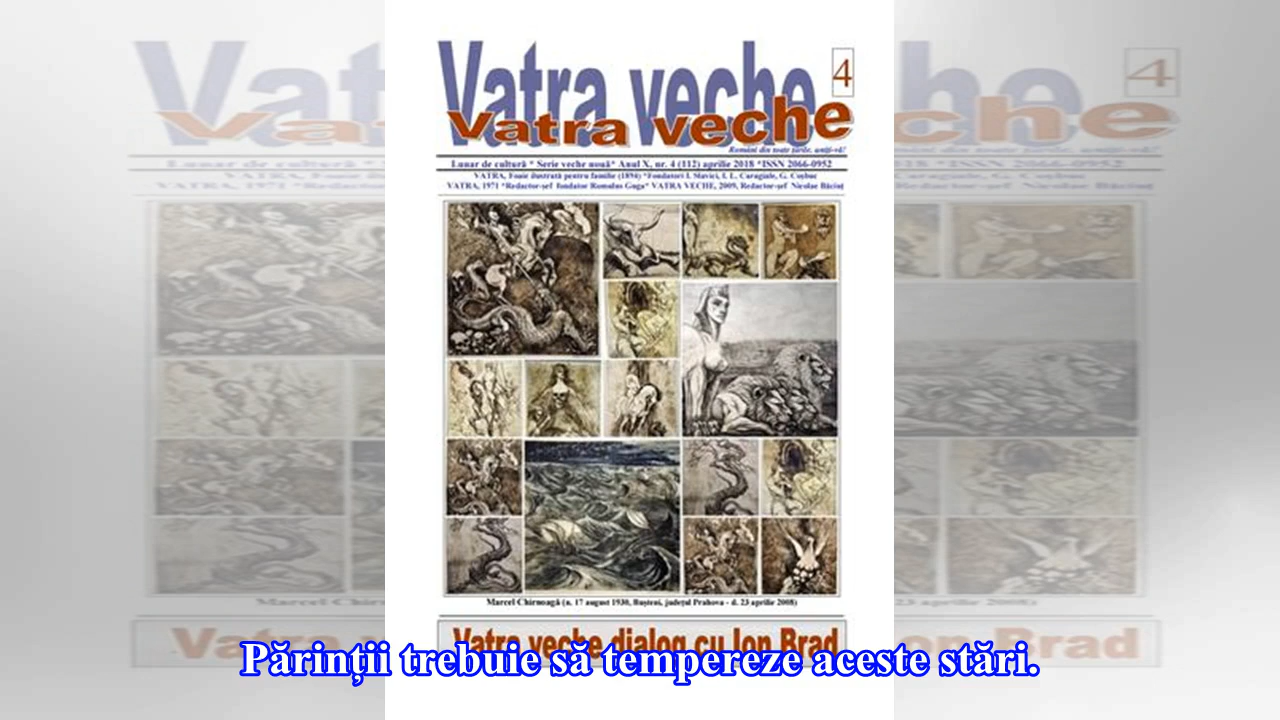 Vatra veche
4
Vatra veche
Români din toate țările, uniți-vă!
Lunar de cultură * Serie veche nouă* Anul X, nr. 4 (112) aprilie 2018 *ISSN 2066-0952
VATRA, Foaie ilustrată pentru familie (1894) *Fondatori I. Slavici, I. L. Caragiale, G. Coșbuc
VATRA, 1971 *Redactor-șef fondator Romulus Guga* VATRA VECHE, 2009, Redactor-șef Nicolae Băciuț
Marcel Chirnoagă (n. 17 august 1930, Bușteni, județul Prahova - d. 23 aprilie 2008)
Vatra veche dialog cu Ion Brad
Părinții trebuie să tempereze aceste stări.